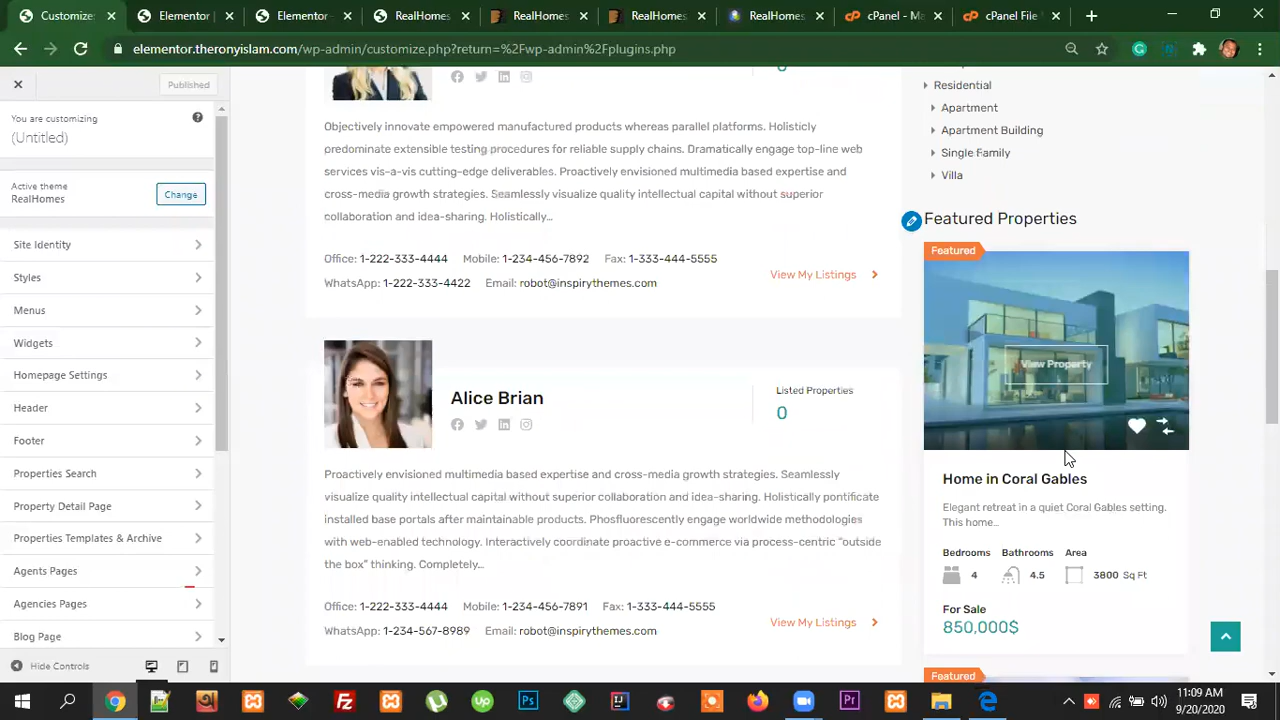 Customize
Elementor
Elementor -
RealHomes
RealHomes
RealHomes
RealHomes
cPanel - Ma
cPanel File
elementor.theronyislam.com/wp-admin/customize.php?return=%2Fwp-admin%2Fplugins.php
Published
You are customizing
(Untitled)
Active theme
RealHomes
Change
Site Identity
Styles
Menus
Widgets
Homepage Settings
Header
Footer
Properties Search
Property Detail Page
Properties Templates & Archive
Agents Pages
Agencies Pages
Blog Page
Hide Controls
0
Objectively innovate empowered manufactured products whereas parallel platforms. Holisticly
predominate extensible testing procedures for reliable supply chains. Dramatically engage top-line web
services vis-a-vis cutting-edge deliverables. Proactively envisioned multimedia based expertise and
cross-media growth strategies. Seamlessly visualize quality intellectual capital without superior
collaboration and idea-sharing. Holistically...
Office: 1-222-333-4444 Mobile: 1-234-456-7892 Fax: 1-333-444-5555
WhatsApp: 1-222-333-4422 Email: robot@inspirythemes.com
View My Listings
Alice Brian
Listed Properties
0
Proactively envisioned multimedia based expertise and cross-media growth strategies. Seamlessly
visualize quality intellectual capital without superior collaboration and idea-sharing. Holistically pontificate
installed base portals after maintainable products. Phosfluorescently engage worldwide methodologies
with web-enabled technology. Interactively coordinate proactive e-commerce via process-centric "outside
the box" thinking. Completely...
Office: 1-222-333-4444 Mobile: 1-234-456-7891 Fax: 1-333-444-5555
WhatsApp: 1-234-567-8989 Email: robot@inspirythemes.com
View My Listings
Residential
Apartment
Apartment Building
Single Family
Villa
Featured Properties
Featured
View Property
Home in Coral Gables
Elegant retreat in a quiet Coral Gables setting.
This home...
Bedrooms Bathrooms Area
4 4.5 3800 Sq Ft
For Sale
850,000$
Featured
11:09 AM
9/20/2020